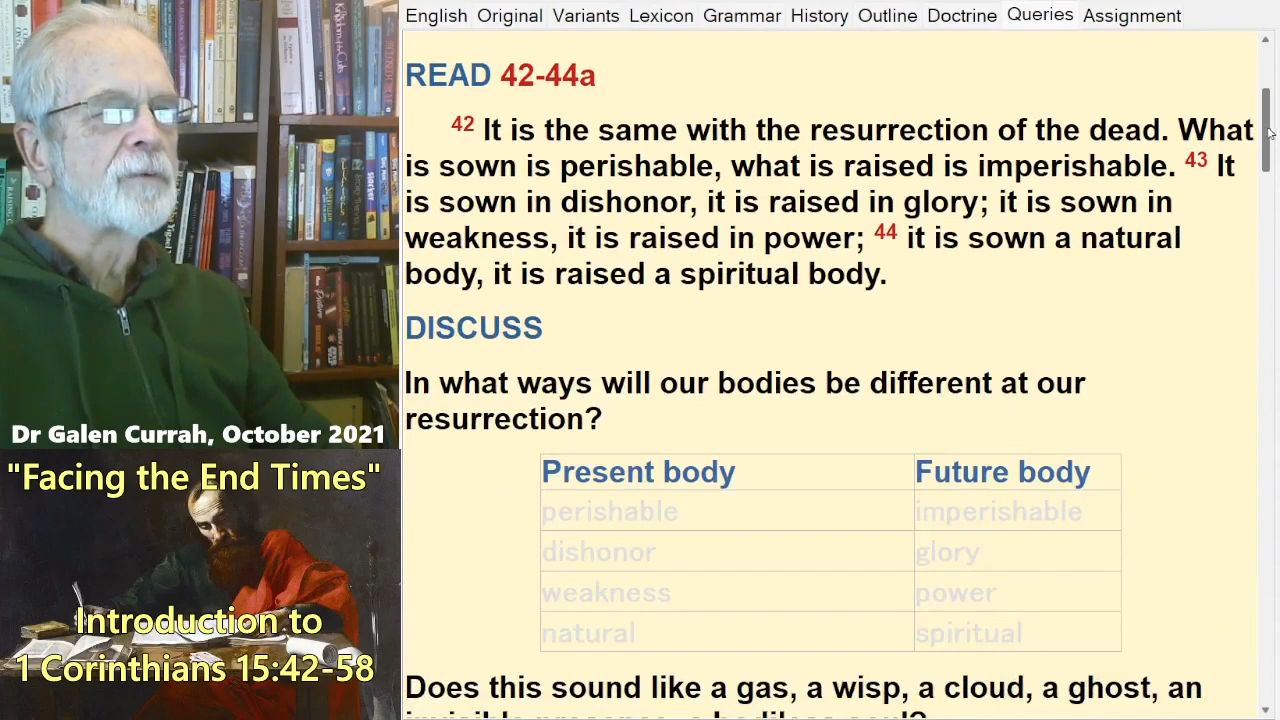 English Original Variants Lexicon Grammar History Outline Doctrine Queries Assignment
READ 42-44a
42 It is the same with the resurrection of the dead. What
is sown is perishable, what is raised is imperishable. 43 It
is sown in dishonor, it is raised in glory; it is sown in
weakness, it is raised in power; 44 it is sown a natural
body, it is raised a spiritual body.
DISCUSS
In what ways will our bodies be different at our
resurrection?
Present body Future body
perishable imperishable
dishonor glory
weakness power
natural spiritual
Does this sound like a gas, a wisp, a cloud, a ghost, an
Dr Galen Currah, October 2021
"Facing the End Times"
Introduction to
1 Corinthians 15:42-58